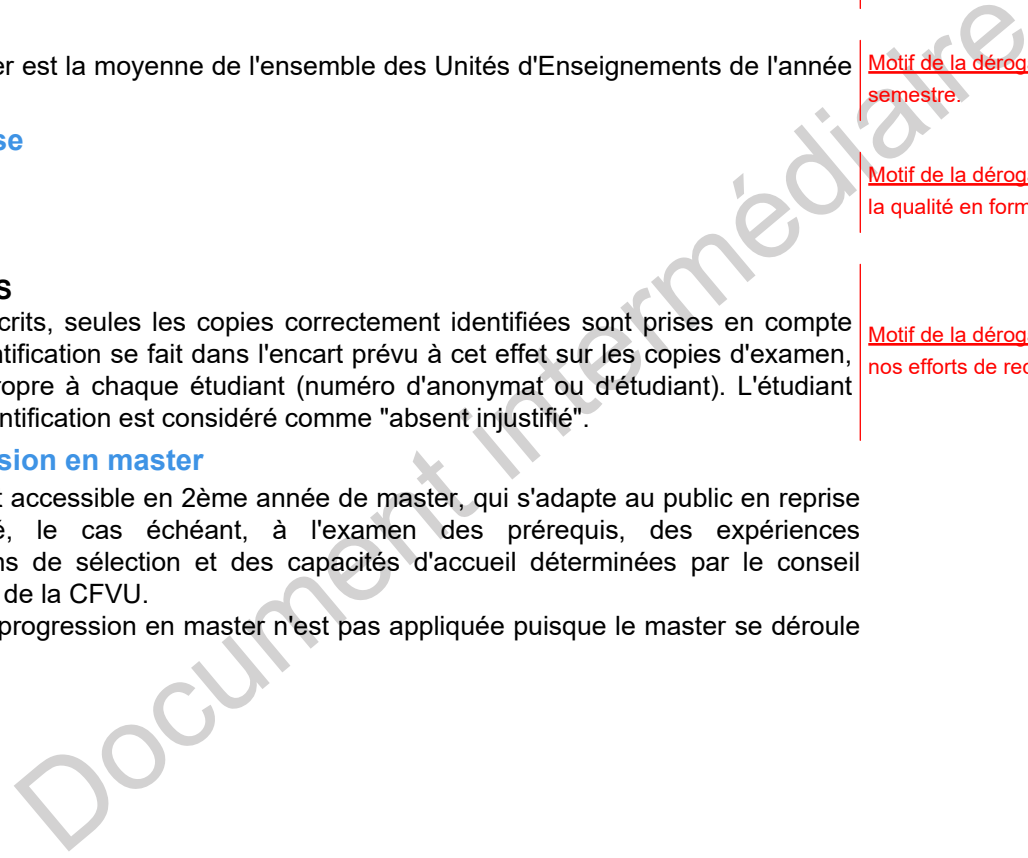 er est la moyenne de l'ensemble des Unités d'Enseignements de l'année
Motif de la dérog
semestre.
se
Motif de la dérog
la qualité en form
s
crits, seules les copies correctement identifiées sont prises en compte
ntification se fait dans l'encart prévu à cet effet sur les copies d'examen,
ropre à chaque étudiant (numéro d'anonymat ou d'étudiant). L'étudiant
ntification est considéré comme "absent injustifié".
Motif de la dérog
nos efforts de rec
sion en master
t accessible en 2ème année de master, qui s'adapte au public en reprise
é, le cas échéant, à l'examen des prérequis, des expériences
ns de sélection et des capacités d'accueil déterminées par le conseil
de la CFVU.
progression en master n'est pas appliquée puisque le master se déroule
Document intermédiaire